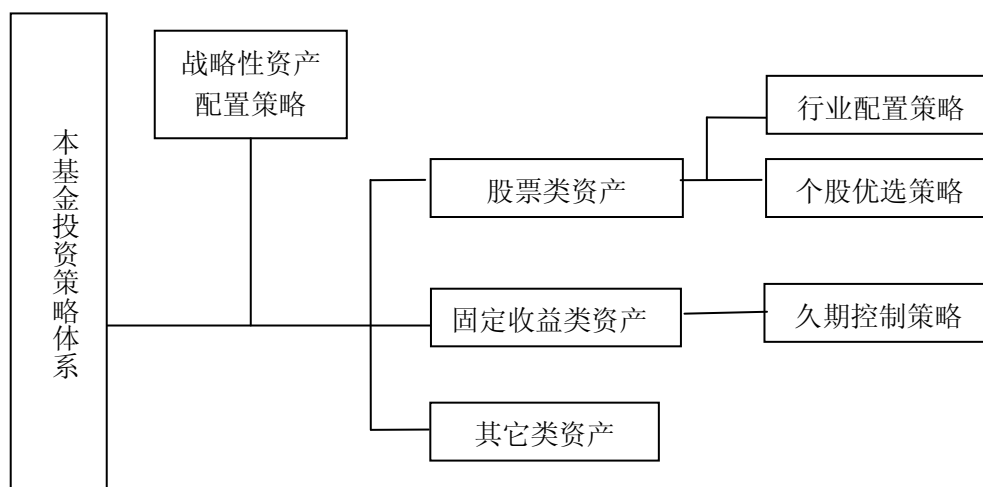 本基金投资策略体系
战略性资产
配置策略
行业配置策略
股票类资产
个股优选策略
固定收益类资产
久期控制策略
其它类资产